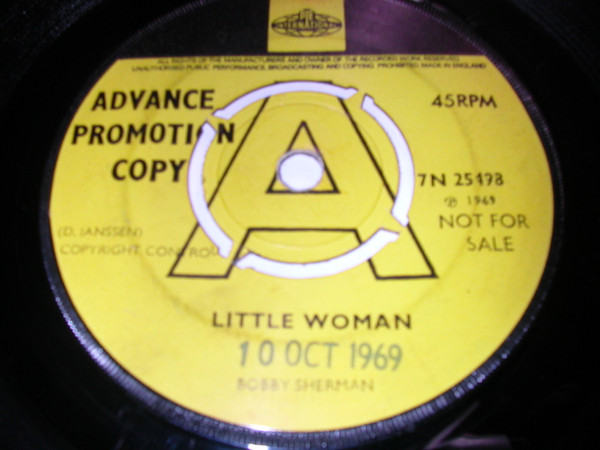 INTERNATIONAL
ALL RIGHTS OF THE MANUFACTURERS AND OWNER OF THE RECORDED WORK RESERVED
UNAUTHORISED PUBLIC PERFORMANCE, BROADCASTING AND COPYING PROHIBITED MADE IN ENGLAND
ADVANCE
PROMOTION
COPY
45RPM
A
7N 25498
℗ 1969
NOT FOR
SALE
(D. JANSSEN)
COPYRIGHT CONTROL
LITTLE WOMAN
10 OCT 1969
BOBBY SHERMAN